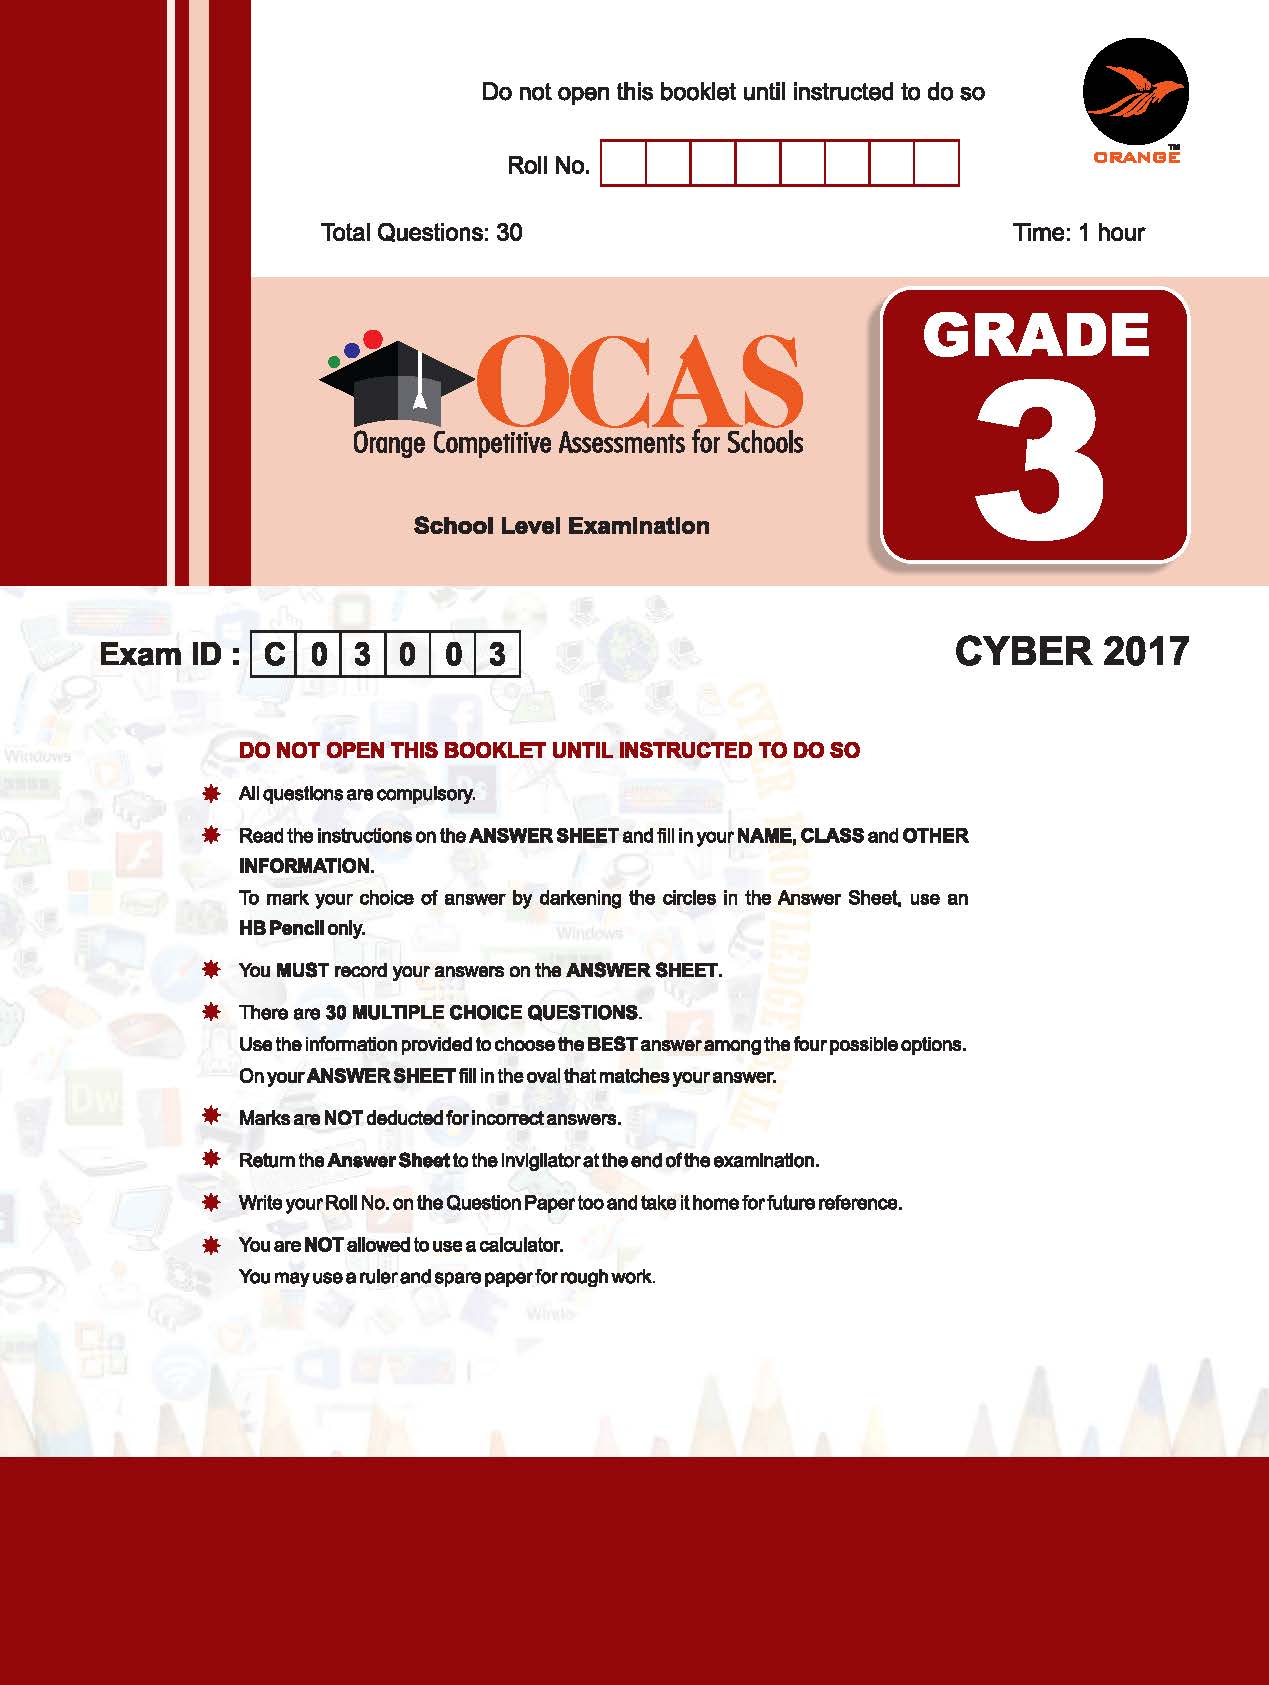 Do not open this booklet until instructed to do so
ORANGE™
Roll No.
Total Questions: 30
Time: 1 hour
OCAS
Orange Competitive Assessments for Schools
School Level Examination
GRADE
3
Exam ID : C 0 3 0 0 3
CYBER 2017
DO NOT OPEN THIS BOOKLET UNTIL INSTRUCTED TO DO SO
All questions are compulsory.
Read the instructions on the ANSWER SHEET and fill in your NAME, CLASS and OTHER
INFORMATION.
To mark your choice of answer by darkening the circles in the Answer Sheet, use an
HB Pencil only.
You MUST record your answers on the ANSWER SHEET.
There are 30 MULTIPLE CHOICE QUESTIONS.
Use the information provided to choose the BEST answer among the four possible options.
On your ANSWER SHEET fill in the oval that matches your answer.
Marks are NOT deducted for incorrect answers.
Return the Answer Sheet to the invigilator at the end of the examination.
Write your Roll No. on the Question Paper too and take it home for future reference.
You are NOT allowed to use a calculator.
You may use a ruler and spare paper for rough work.
Windows
Windows
Dw